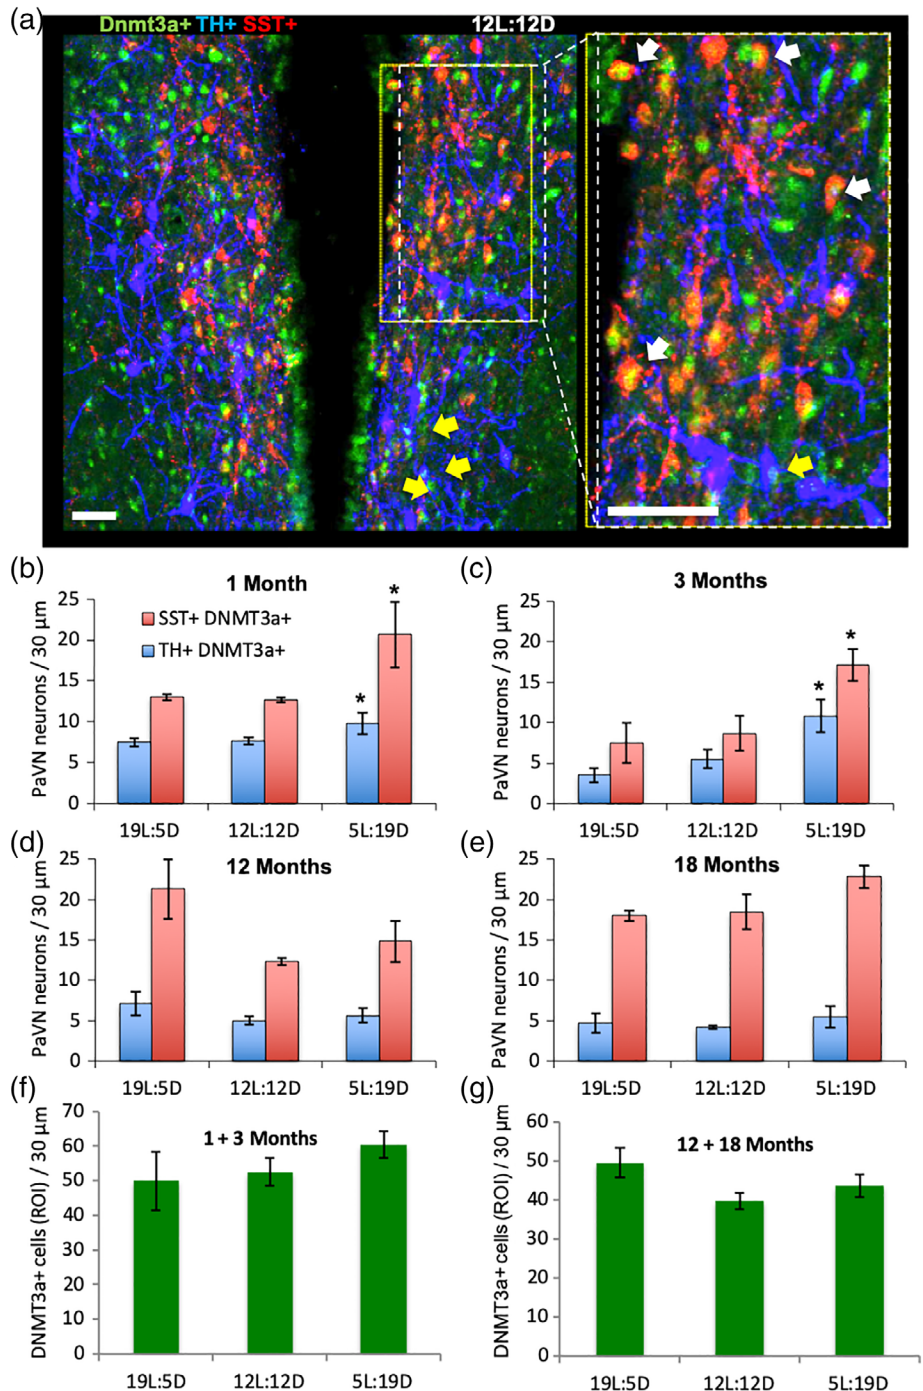 (a)
Dnmt3a+ TH+ SST+ 12L:12D
(b)
1 Month
PaVN neurons / 30 µm
25
20
15
10
5
0
SST+ DNMT3a+
TH+ DNMT3a+
*
*
19L:5D 12L:12D 5L:19D
(c)
3 Months
PaVN neurons / 30 µm
25
20
15
10
5
0
*
*
19L:5D 12L:12D 5L:19D
(d)
12 Months
PaVN neurons / 30 µm
25
20
15
10
5
0
19L:5D 12L:12D 5L:19D
(e)
18 Months
PaVN neurons / 30 µm
25
20
15
10
5
0
19L:5D 12L:12D 5L:19D
(f)
1 + 3 Months
DNMT3a+ cells (ROI) / 30 µm
70
60
50
40
30
20
10
0
19L:5D 12L:12D 5L:19D
(g)
12 + 18 Months
DNMT3a+ cells (ROI) / 30 µm
60
50
40
30
20
10
0
19L:5D 12L:12D 5L:19D